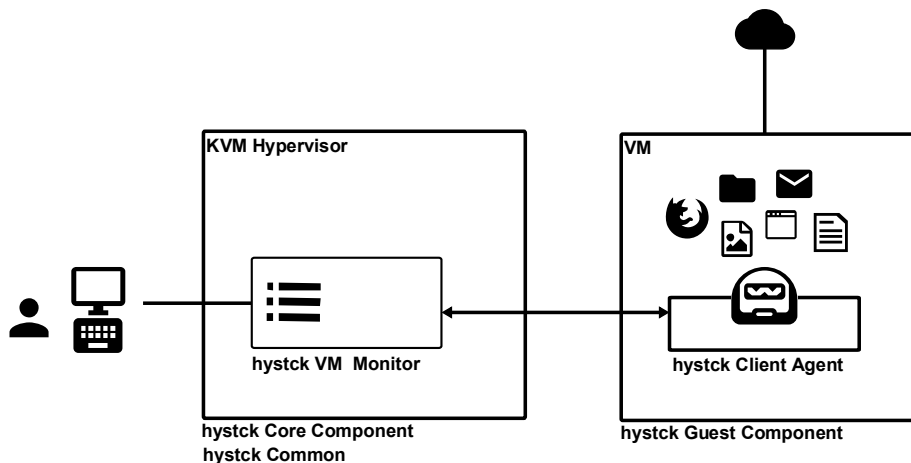 KVM Hypervisor
hystck VM Monitor
hystck Core Component
hystck Common
VM
hystck Client Agent
hystck Guest Component